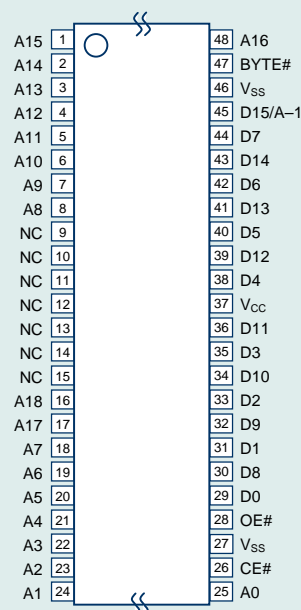 A15 1 48 A16
A14 2 47 BYTE#
A13 3 46 VSS
A12 4 45 D15/A–1
A11 5 44 D7
A10 6 43 D14
A9 7 42 D6
A8 8 41 D13
NC 9 40 D5
NC 10 39 D12
NC 11 38 D4
NC 12 37 VCC
NC 13 36 D11
NC 14 35 D3
NC 15 34 D10
A18 16 33 D2
A17 17 32 D9
A7 18 31 D1
A6 19 30 D8
A5 20 29 D0
A4 21 28 OE#
A3 22 27 VSS
A2 23 26 CE#
A1 24 25 A0